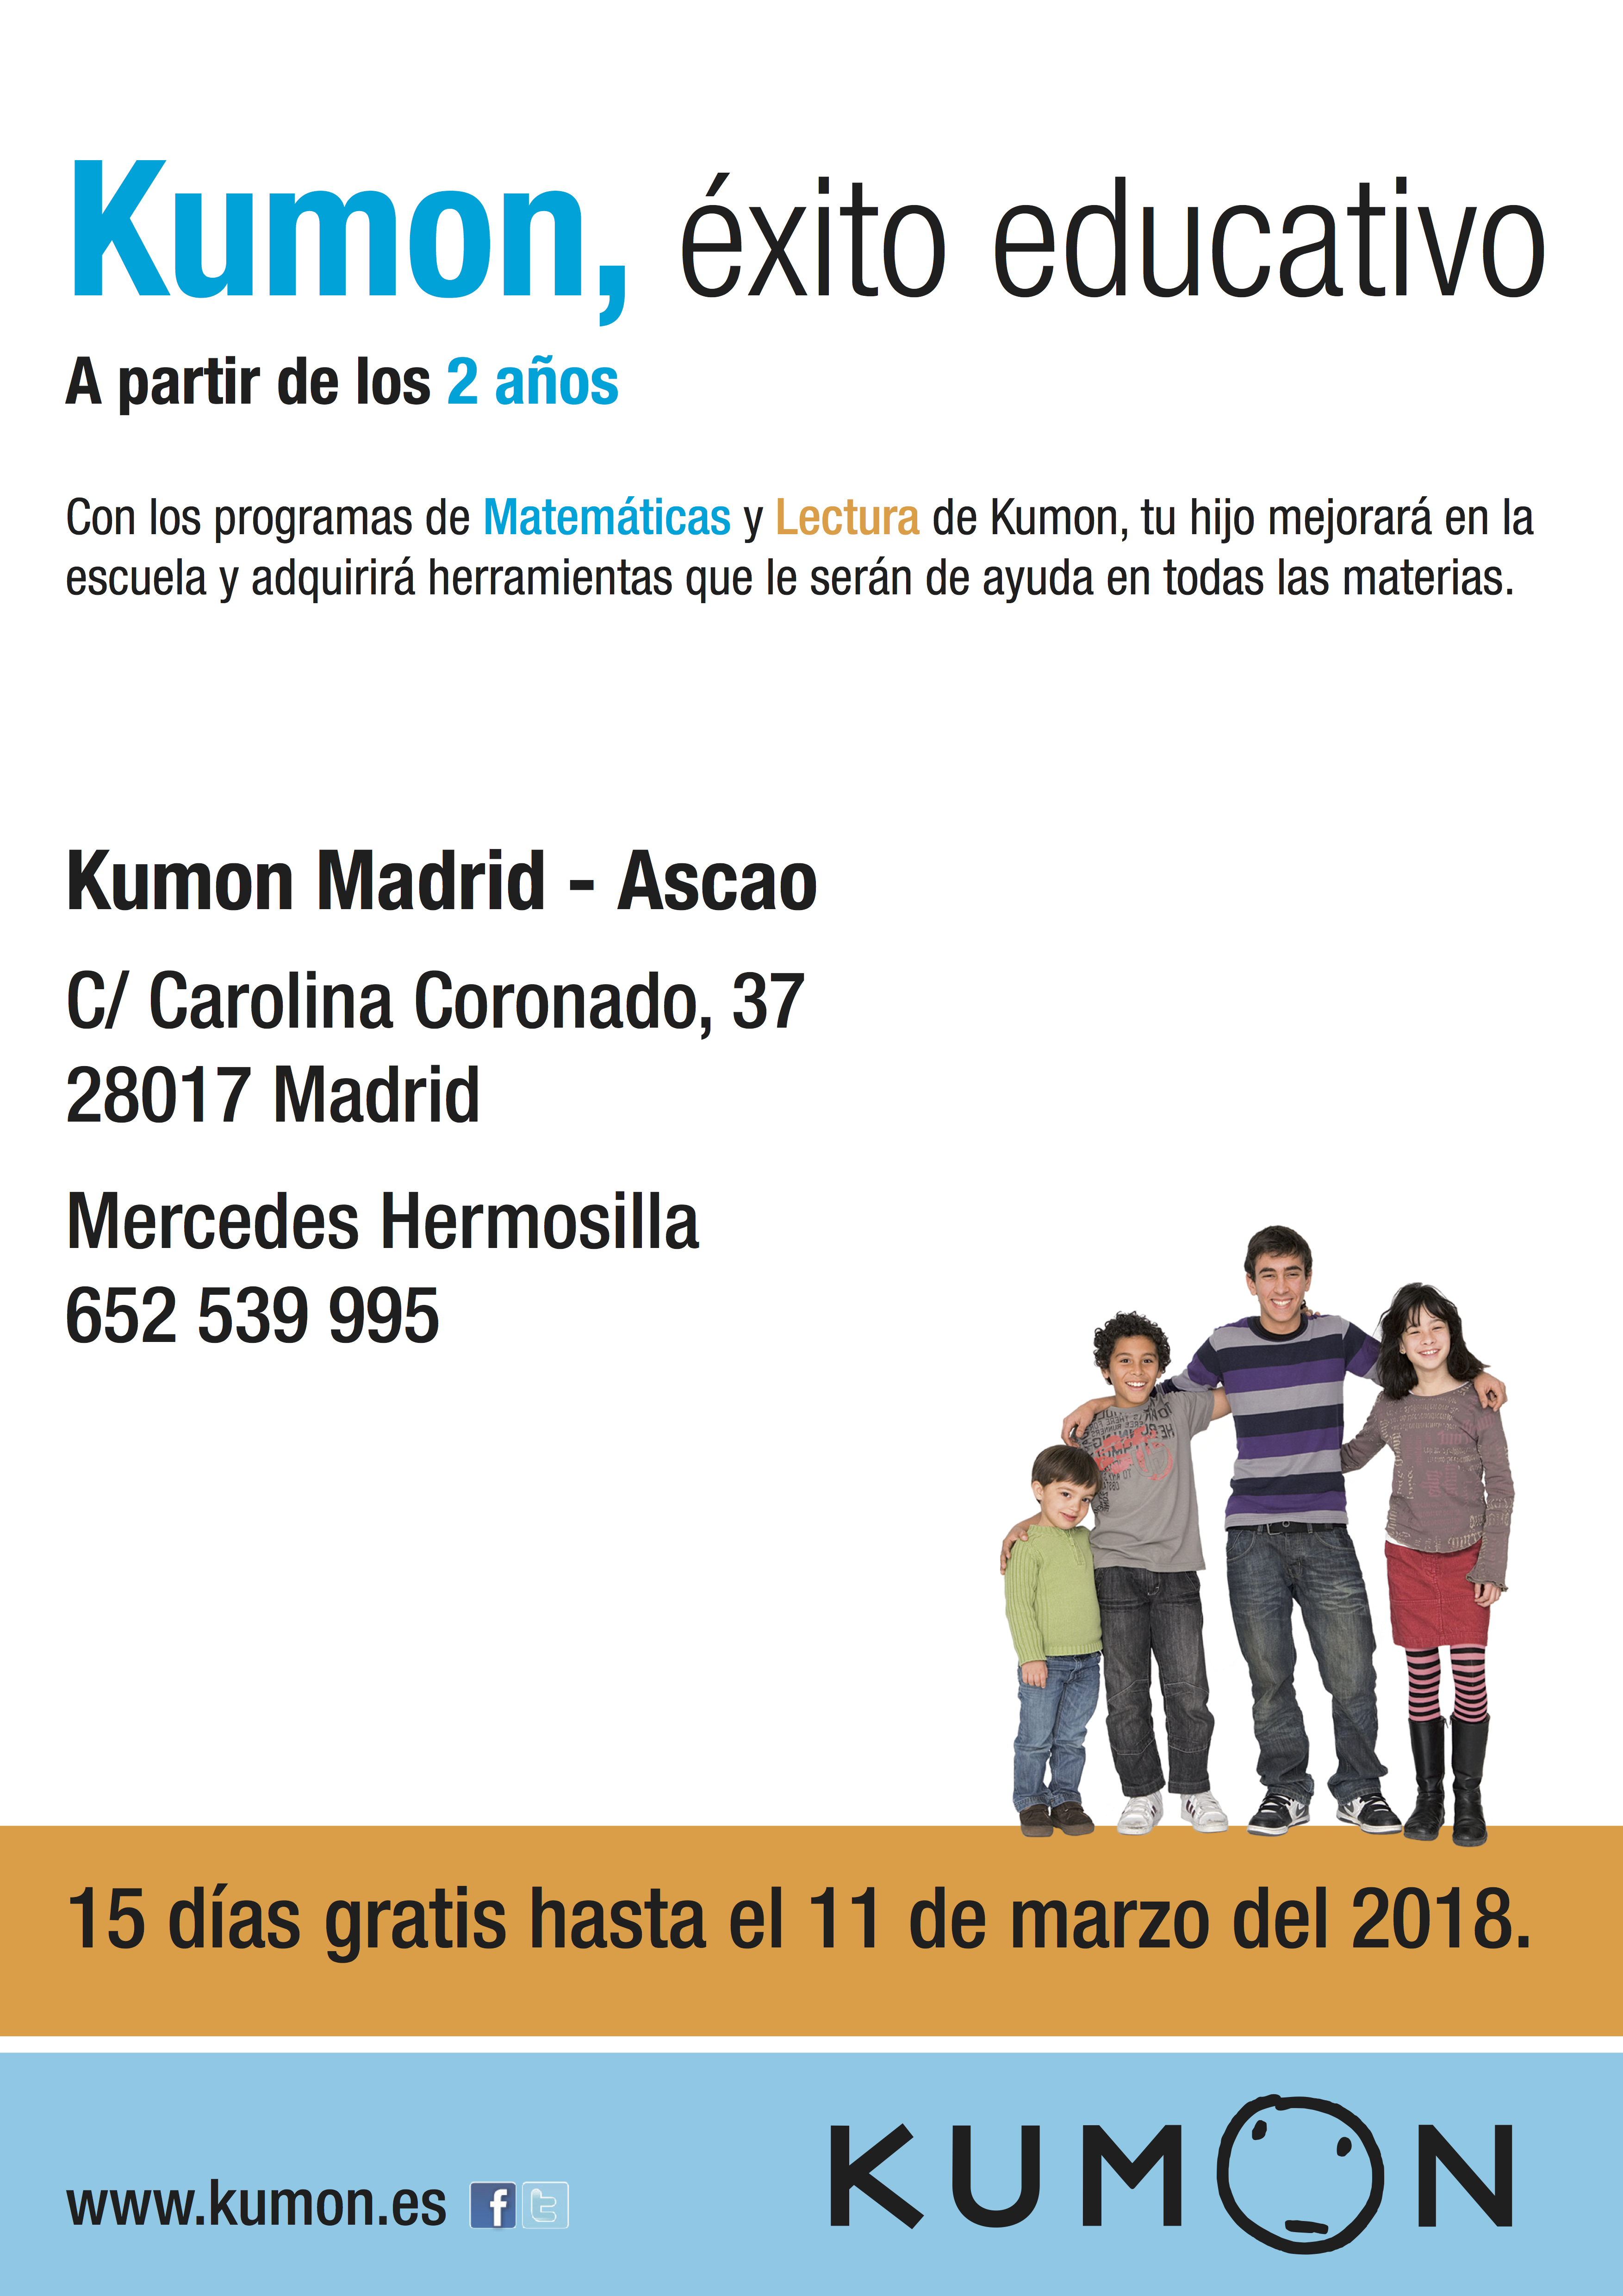 Kumon, éxito educativo
A partir de los 2 años
Con los programas de Matemáticas y Lectura de Kumon, tu hijo mejorará en la
escuela y adquirirá herramientas que le serán de ayuda en todas las materias.
Kumon Madrid - Ascao
C/ Carolina Coronado, 37
28017 Madrid
Mercedes Hermosilla
652 539 995
15 días gratis hasta el 11 de marzo del 2018.
www.kumon.es
KUMON